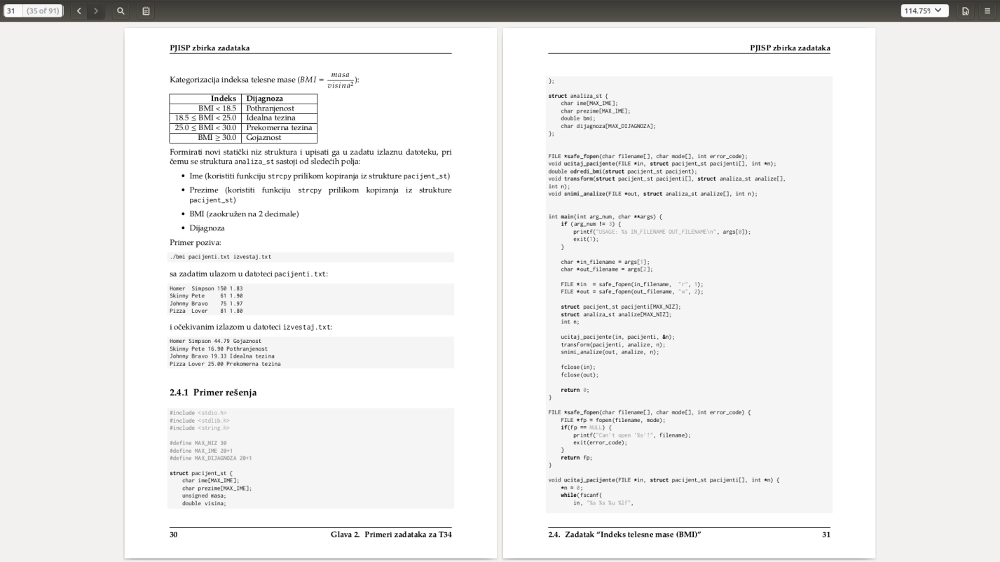 31 (35 of 91)
114.75%
PJISP zbirka zadataka
Kategorizacija indeksa telesne mase (BMI = masa / visina²):
Indeks Dijagnoza
BMI < 18.5 Pothranjenost
18.5 ≤ BMI < 25.0 Idealna tezina
25.0 ≤ BMI < 30.0 Prekomerna tezina
BMI ≥ 30.0 Gojaznost
Formirati novi statički niz struktura i upisati ga u zadatu izlaznu datoteku, pri
čemu se struktura analiza_st sastoji od sledećih polja:
• Ime (koristiti funkciju strcpy prilikom kopiranja iz strukture pacijent_st)
• Prezime (koristiti funkciju strcpy prilikom kopiranja iz strukture
pacijent_st)
• BMI (zaokružen na 2 decimale)
• Dijagnoza
Primer poziva:
./bmi pacijenti.txt izvestaj.txt
sa zadatim ulazom u datoteci pacijenti.txt:
Homer  Simpson 150 1.83
Skinny Pete     61 1.90
Johnny Bravo    75 1.97
Pizza  Lover    81 1.80
i očekivanim izlazom u datoteci izvestaj.txt:
Homer Simpson 44.79 Gojaznost
Skinny Pete 16.90 Pothranjenost
Johnny Bravo 19.33 Idealna tezina
Pizza Lover 25.00 Prekomerna tezina
2.4.1 Primer rešenja
#include <stdio.h>
#include <stdlib.h>
#include <string.h>
#define MAX_NIZ 30
#define MAX_IME 20+1
#define MAX_DIJAGNOZA 20+1
struct pacijent_st {
    char ime[MAX_IME];
    char prezime[MAX_IME];
    unsigned masa;
    double visina;
30 Glava 2. Primeri zadataka za T34
PJISP zbirka zadataka
};
struct analiza_st {
    char ime[MAX_IME];
    char prezime[MAX_IME];
    double bmi;
    char dijagnoza[MAX_DIJAGNOZA];
};
FILE *safe_fopen(char filename[], char mode[], int error_code);
void ucitaj_pacijente(FILE *in, struct pacijent_st pacijenti[], int *n);
double odredi_bmi(struct pacijent_st pacijent);
void transform(struct pacijent_st pacijenti[], struct analiza_st analize[],
int n);
void snimi_analize(FILE *out, struct analiza_st analize[], int n);
int main(int arg_num, char **args) {
    if (arg_num != 3) {
        printf("USAGE: %s IN_FILENAME OUT_FILENAME\n", args[0]);
        exit(1);
    }
    char *in_filename = args[1];
    char *out_filename = args[2];
    FILE *in  = safe_fopen(in_filename,  "r", 1);
    FILE *out = safe_fopen(out_filename, "w", 2);
    struct pacijent_st pacijenti[MAX_NIZ];
    struct analiza_st analize[MAX_NIZ];
    int n;
    ucitaj_pacijente(in, pacijenti, &n);
    transform(pacijenti, analize, n);
    snimi_analize(out, analize, n);
    fclose(in);
    fclose(out);
    return 0;
}
FILE *safe_fopen(char filename[], char mode[], int error_code) {
    FILE *fp = fopen(filename, mode);
    if(fp == NULL) {
        printf("Can't open '%s'!", filename);
        exit(error_code);
    }
    return fp;
}
void ucitaj_pacijente(FILE *in, struct pacijent_st pacijenti[], int *n) {
    *n = 0;
    while(fscanf(
        in, "%s %s %u %lf",
2.4. Zadatak “Indeks telesne mase (BMI)” 31